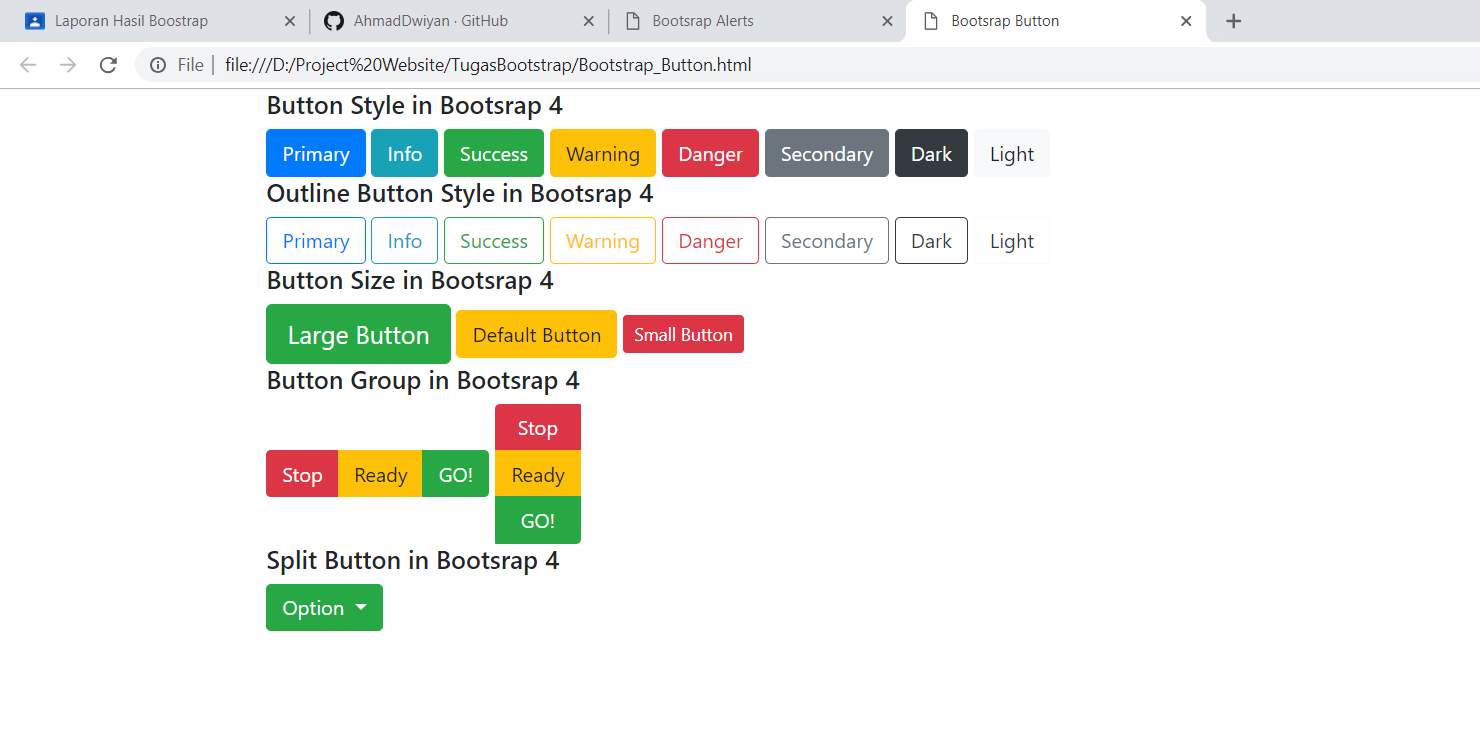 Laporan Hasil Boostrap
AhmadDwiyan · GitHub
Bootsrap Alerts
Bootsrap Button
File
file:///D:/Project%20Website/TugasBootstrap/Bootstrap_Button.html
Button Style in Bootsrap 4
Primary Info Success Warning Danger Secondary Dark Light
Outline Button Style in Bootsrap 4
Primary Info Success Warning Danger Secondary Dark Light
Button Size in Bootsrap 4
Large Button Default Button Small Button
Button Group in Bootsrap 4
Stop
Stop Ready GO! Ready
GO!
Split Button in Bootsrap 4
Option